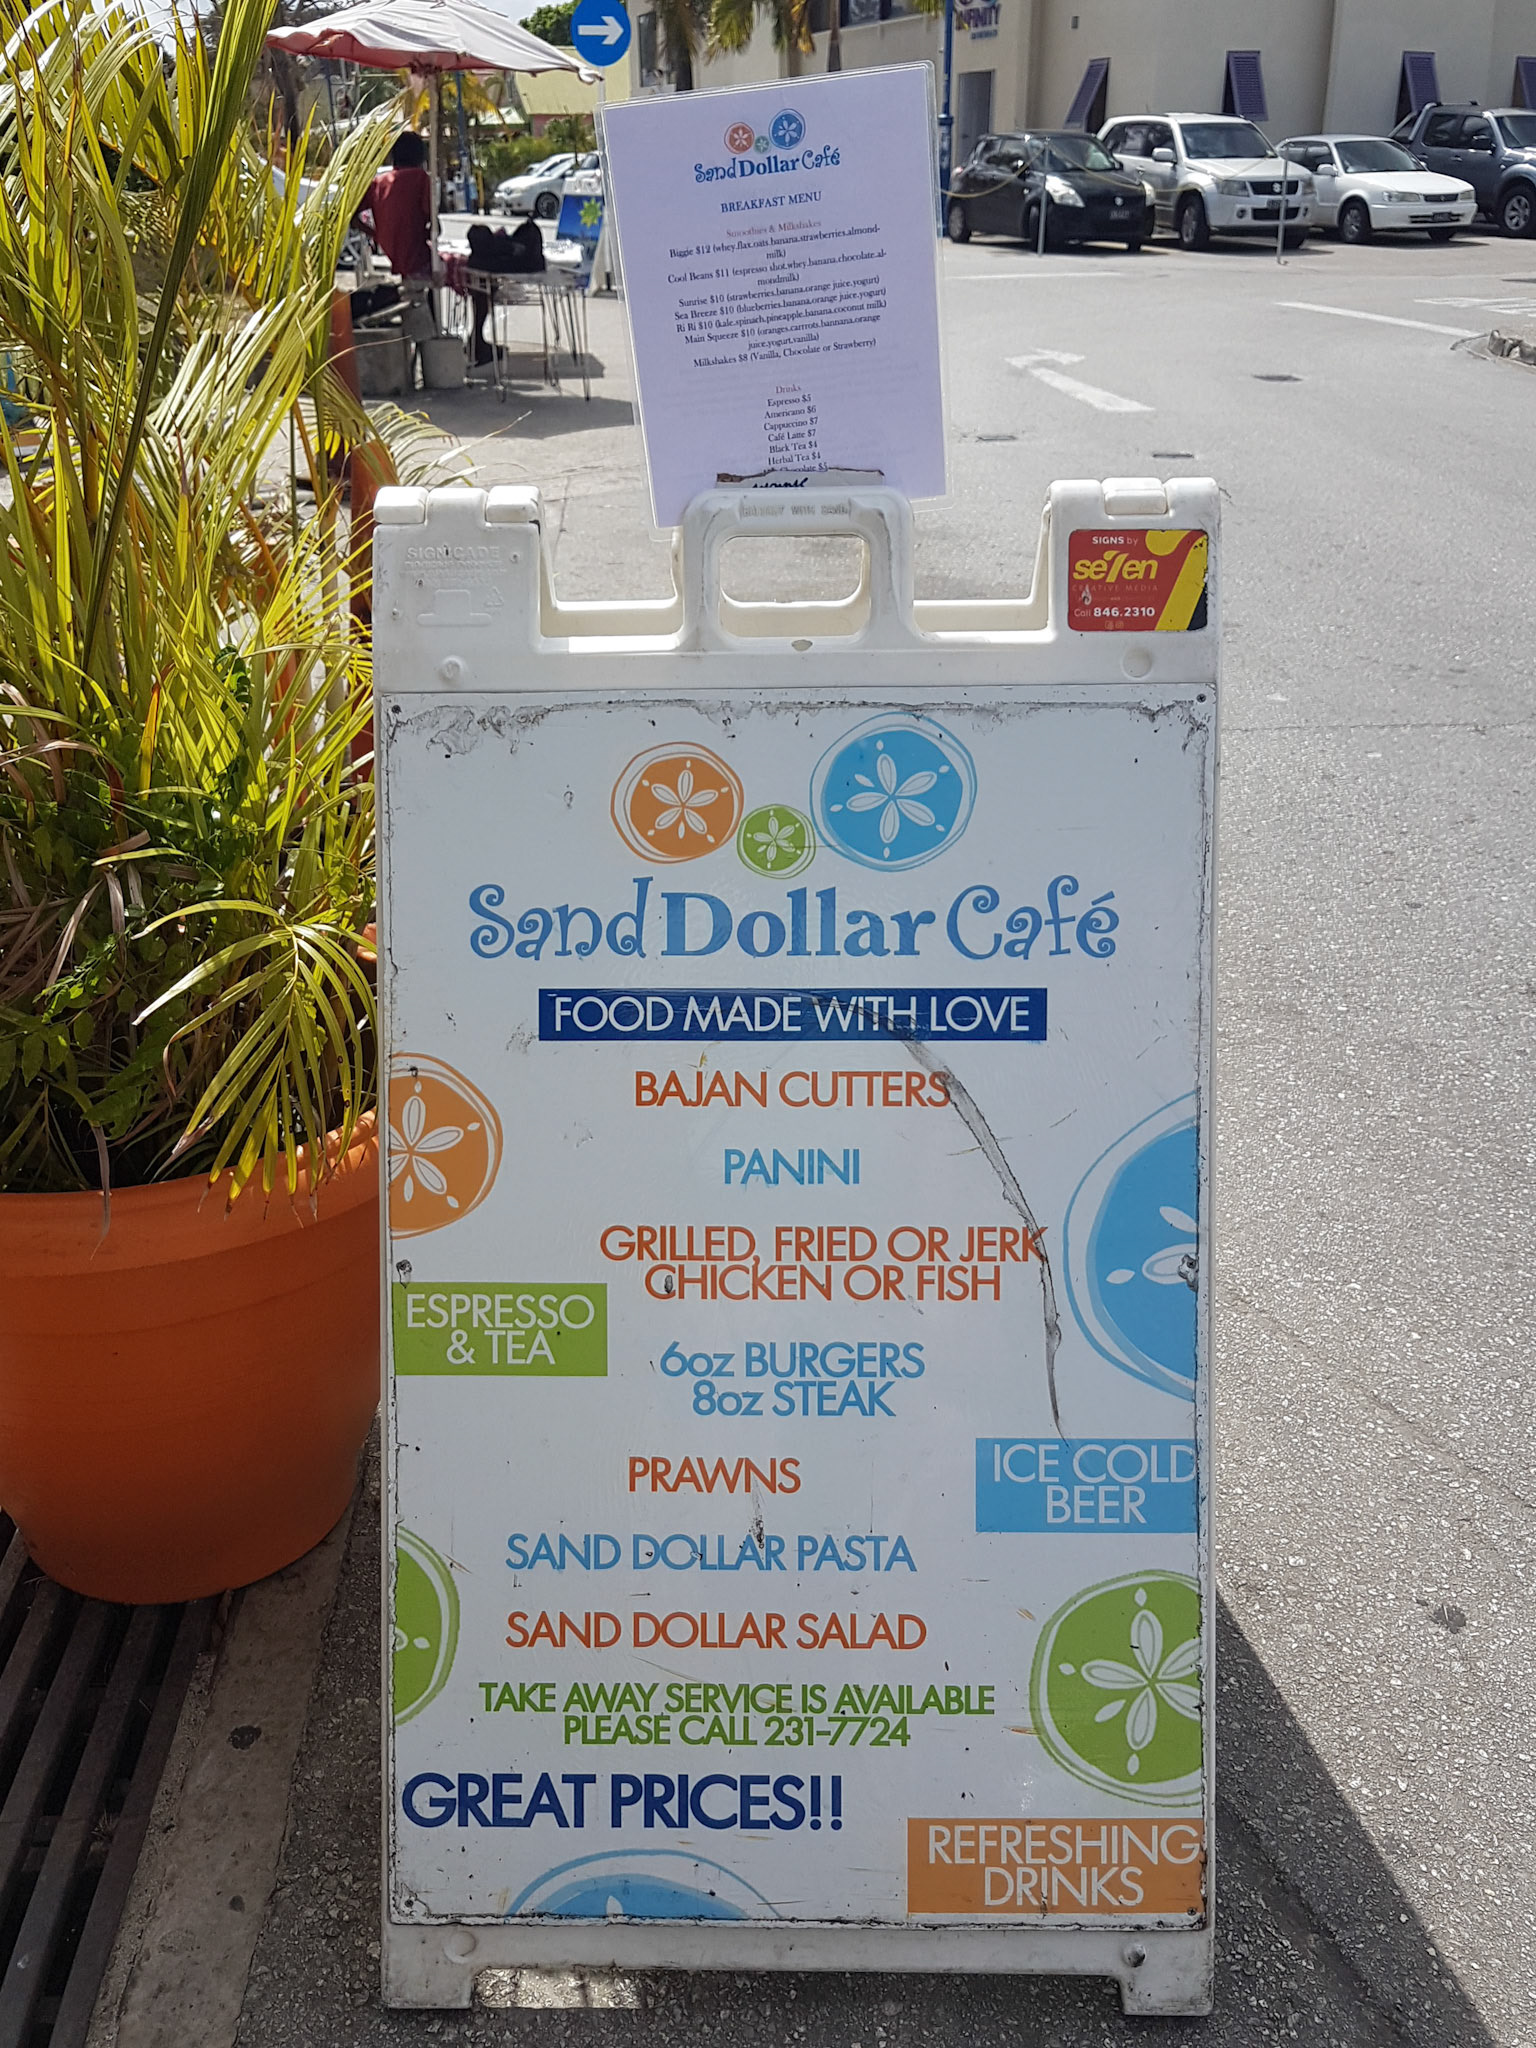 INFINITY
Sand Dollar Café
BREAKFAST MENU
Smoothies & Milkshakes
Biggie $12 (whey.flax.oats.banana.strawberries.almond-
milk)
Cool Beans $11 (espresso shot.whey.banana.chocolate.al-
mondmilk)
Sunrise $10 (strawberries.banana.orange juice.yogurt)
Sea Breeze $10 (blueberries.banana.orange juice.yogurt)
Ri Ri $10 (kale.spinach.pineapple.banana.coconut milk)
Main Squeeze $10 (oranges.carrrots.bannana.orange
juice.yogurt.vanilla)
Milkshakes $8 (Vanilla, Chocolate or Strawberry)
Drinks
Espresso $5
Americano $6
Cappuccino $7
Café Latte $7
Black Tea $4
Herbal Tea $4
SIGNICADE
SIGNS by
se7en
CREATIVE MEDIA
Call 846.2310
Sand Dollar Café
FOOD MADE WITH LOVE
BAJAN CUTTERS
PANINI
GRILLED, FRIED OR JERK
CHICKEN OR FISH
ESPRESSO
& TEA
6oz BURGERS
8oz STEAK
PRAWNS
ICE COLD
BEER
SAND DOLLAR PASTA
SAND DOLLAR SALAD
TAKE AWAY SERVICE IS AVAILABLE
PLEASE CALL 231-7724
GREAT PRICES!!
REFRESHING
DRINKS